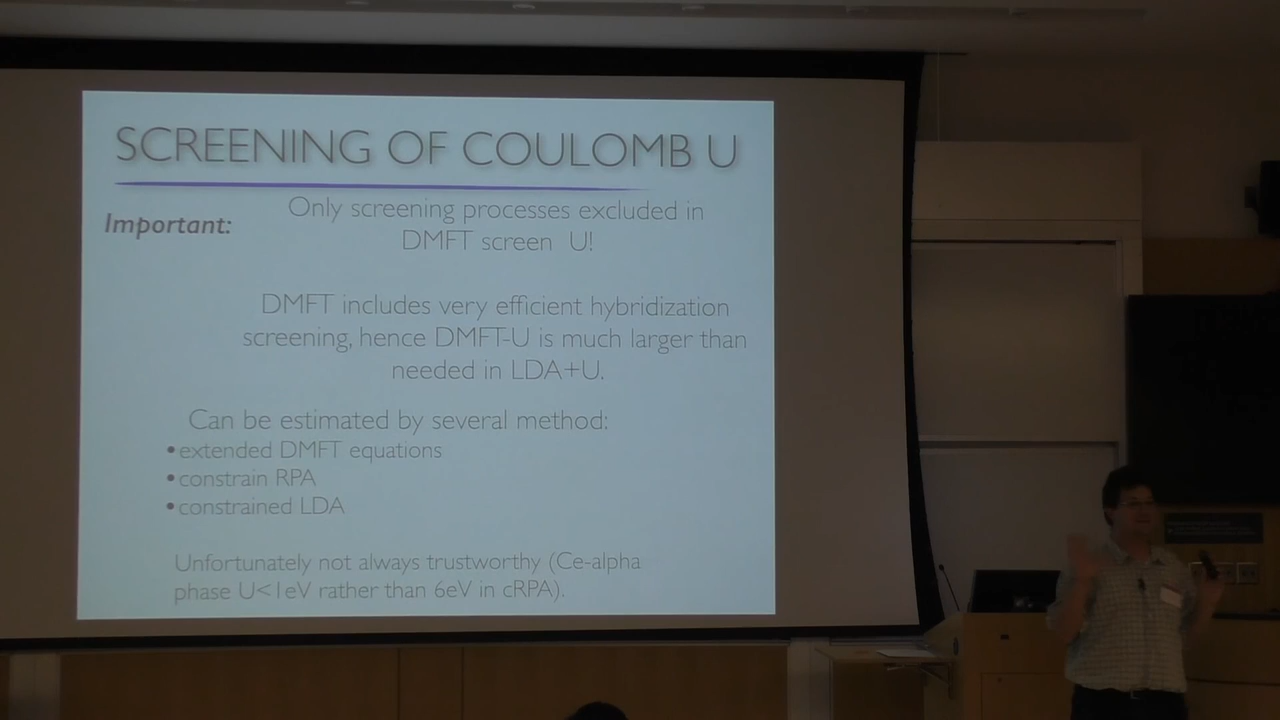 SCREENING OF COULOMB U
Important:
Only screening processes excluded in
DMFT screen U!
DMFT includes very efficient hybridization
screening, hence DMFT-U is much larger than
needed in LDA+U.
Can be estimated by several method:
•extended DMFT equations
•constrain RPA
•constrained LDA
Unfortunately not always trustworthy (Ce-alpha
phase U<1eV rather than 6eV in cRPA).